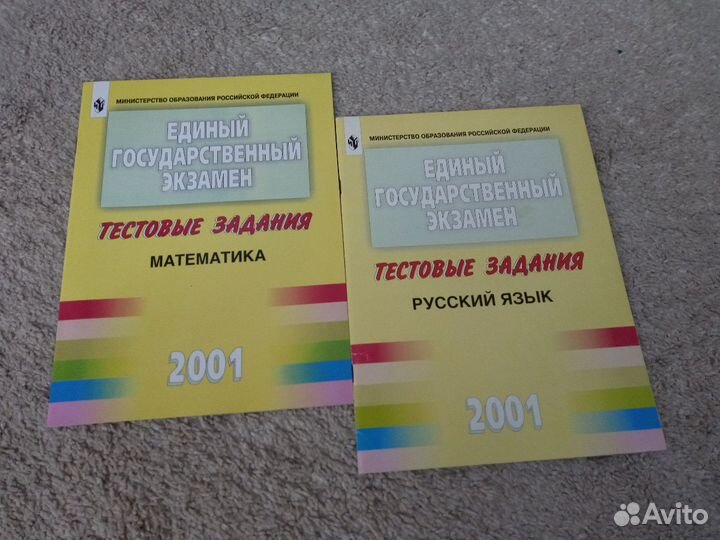 МИНИСТЕРСТВО ОБРАЗОВАНИЯ РОССИЙСКОЙ ФЕДЕРАЦИИ
ЕДИНЫЙ
ГОСУДАРСТВЕННЫЙ
ЭКЗАМЕН
ТЕСТОВЫЕ ЗАДАНИЯ
МАТЕМАТИКА
2001
МИНИСТЕРСТВО ОБРАЗОВАНИЯ РОССИЙСКОЙ ФЕДЕРАЦИИ
ЕДИНЫЙ
ГОСУДАРСТВЕННЫЙ
ЭКЗАМЕН
ТЕСТОВЫЕ ЗАДАНИЯ
РУССКИЙ ЯЗЫК
2001
Avito